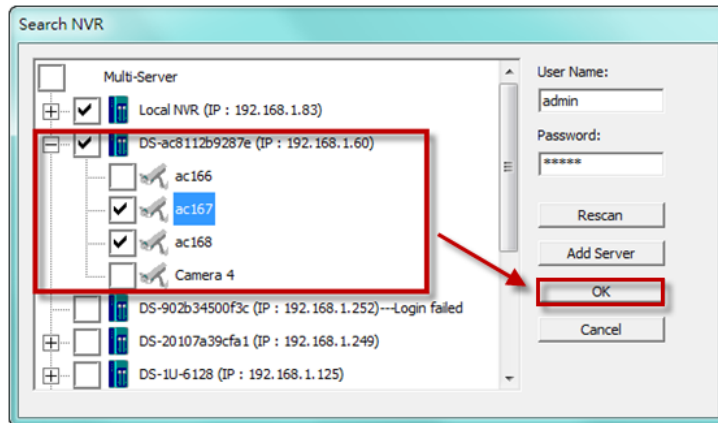 Search NVR
Multi-Server
Local NVR (IP : 192.168.1.83)
DS-ac8112b9287e (IP : 192.168.1.60)
ac166
ac167
ac168
Camera 4
DS-902b34500f3c (IP : 192.168.1.252)---Login failed
DS-20107a39cfa1 (IP : 192.168.1.249)
DS-1U-6128 (IP : 192.168.1.125)
User Name:
admin
Password:
*****
Rescan
Add Server
OK
Cancel